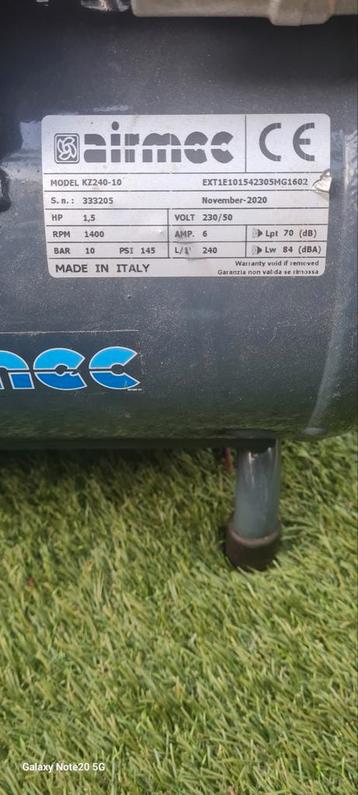 airmec CE
MODEL KZ240-10 EXT1E101542305MG1602
S.n.: 333205 November-2020
HP 1,5 VOLT 230/50
RPM 1400 AMP. 6 Lpt 70 (dB)
BAR 10 PSI 145 L/1' 240 Lw 84 (dBA)
MADE IN ITALY Warranty void if removed
Garanzia non valida se rimossa
mec
Galaxy Note20 5G